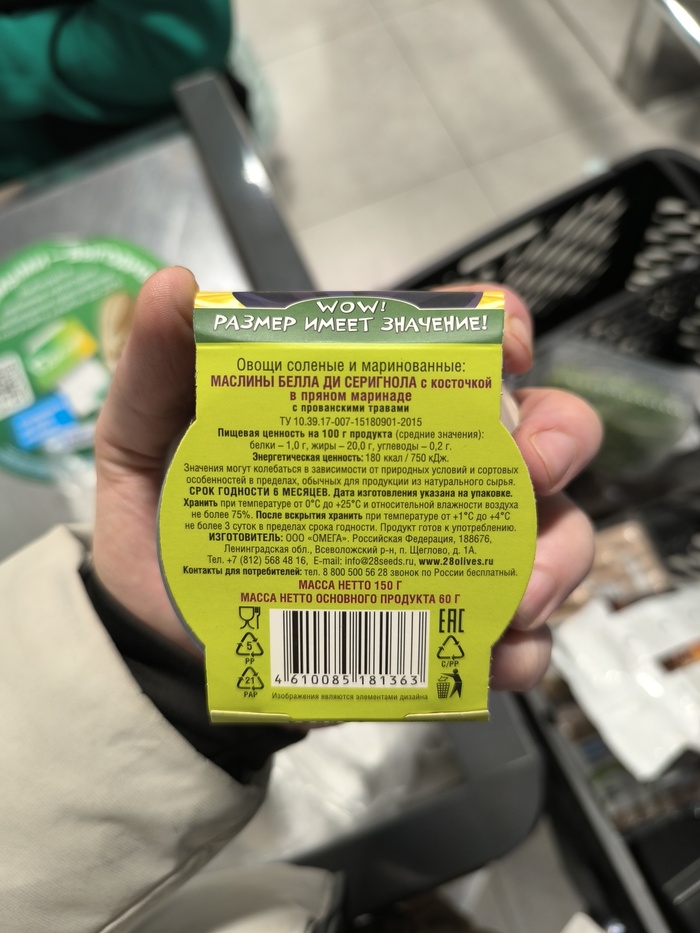 WOW!
РАЗМЕР ИМЕЕТ ЗНАЧЕНИЕ!
Овощи соленые и маринованные:
МАСЛИНЫ БЕЛЛА ДИ СЕРИГНОЛА с косточкой
в пряном маринаде
с прованскими травами
ТУ 10.39.17-007-15180901-2015
Пищевая ценность на 100 г продукта (средние значения):
белки – 1,0 г, жиры – 20,0 г, углеводы – 0,2 г.
Энергетическая ценность: 180 ккал / 750 кДж.
Значения могут колебаться в зависимости от природных условий и сортовых
особенностей в пределах, обычных для продукции из натурального сырья.
СРОК ГОДНОСТИ 6 МЕСЯЦЕВ. Дата изготовления указана на упаковке.
Хранить при температуре от 0°С до +25°С и относительной влажности воздуха
не более 75%. После вскрытия хранить при температуре от +1°С до +4°С
не более 3 суток в пределах срока годности. Продукт готов к употреблению.
ИЗГОТОВИТЕЛЬ: ООО «ОМЕГА». Российская Федерация, 188676,
Ленинградская обл., Всеволожский р-н, п. Щеглово, д. 1А.
Тел. +7 (812) 568 48 16, E-mail: info@28seeds.ru, www.28olives.ru
Контакты для потребителей: тел. 8 800 500 56 28 звонок по России бесплатный.
МАССА НЕТТО 150 Г
МАССА НЕТТО ОСНОВНОГО ПРОДУКТА 60 Г
EAC
5
PP
C/PP
21
PAP
4 610085 181363
Изображения являются элементами дизайна